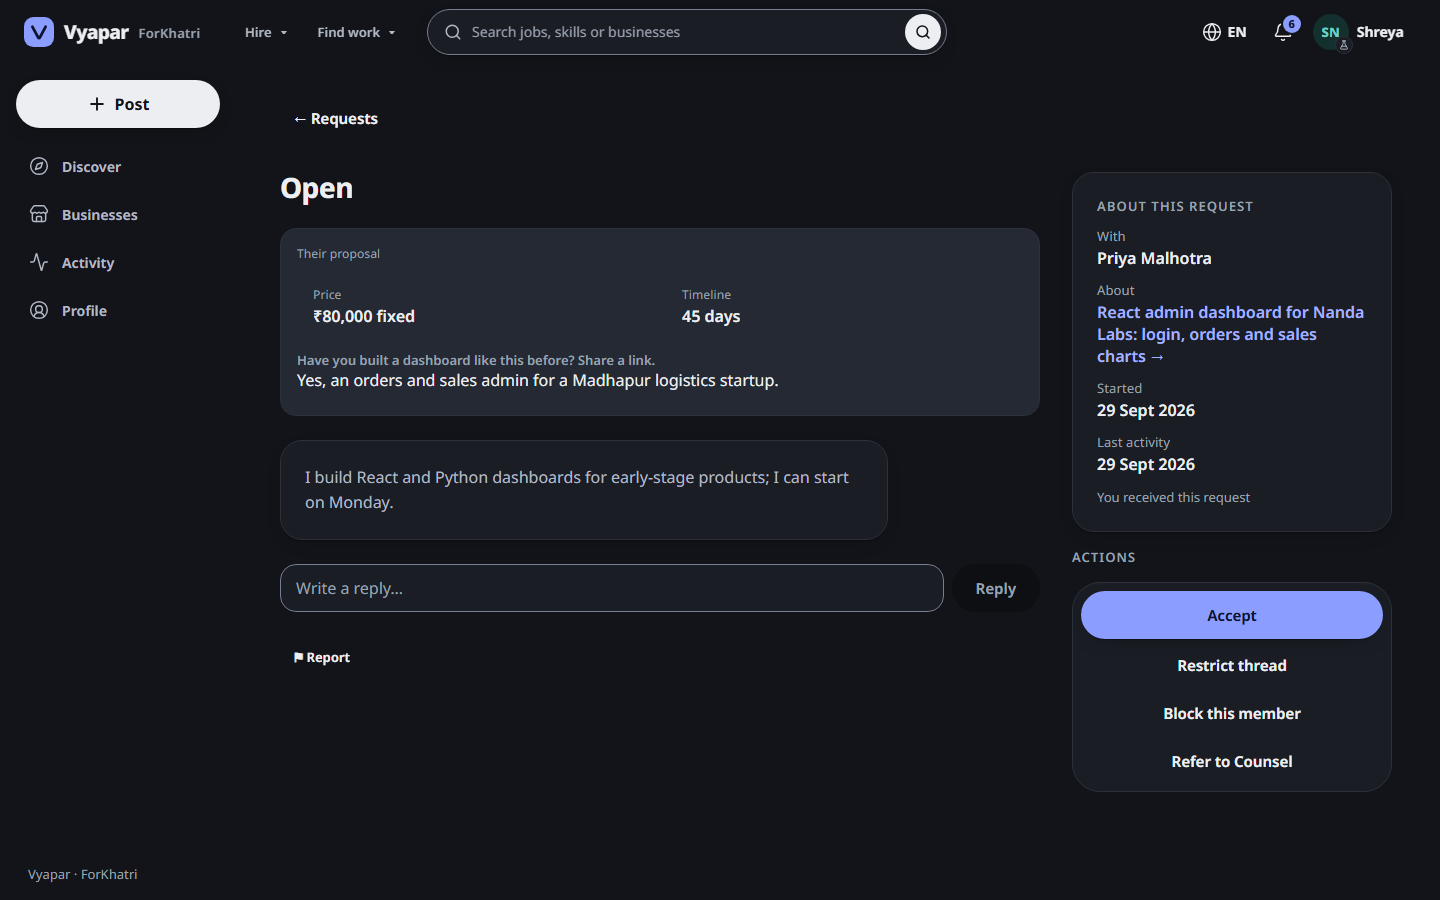 Vyapar ForKhatri
Hire
Find work
Search jobs, skills or businesses
EN
6
SN
Shreya
+ Post
Discover
Businesses
Activity
Profile
← Requests
Open
Their proposal
Price
₹80,000 fixed
Timeline
45 days
Have you built a dashboard like this before? Share a link.
Yes, an orders and sales admin for a Madhapur logistics startup.
I build React and Python dashboards for early-stage products; I can start
on Monday.
Write a reply...
Reply
Report
ABOUT THIS REQUEST
With
Priya Malhotra
About
React admin dashboard for Nanda
Labs: login, orders and sales
charts →
Started
29 Sept 2026
Last activity
29 Sept 2026
You received this request
ACTIONS
Accept
Restrict thread
Block this member
Refer to Counsel
Vyapar · ForKhatri